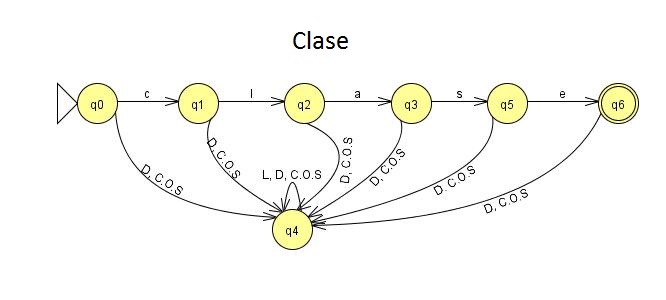 Clase
c l a s e
q0 q1 q2 q3 q5 q6
D, C.O.S D, C.O.S D, C.O.S D, C.O.S D. C.O.S D, C.O.S
L, D, C.O.S
q4